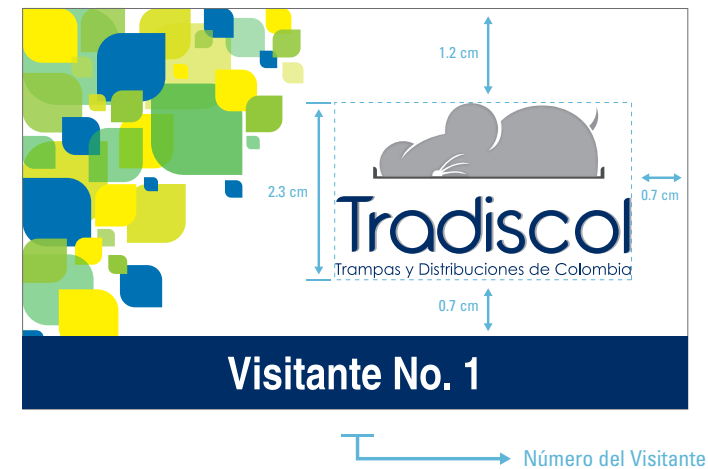 1.2 cm
2.3 cm
0.7 cm
Tradiscol
Trampas y Distribuciones de Colombia
0.7 cm
Visitante No. 1
Número del Visitante